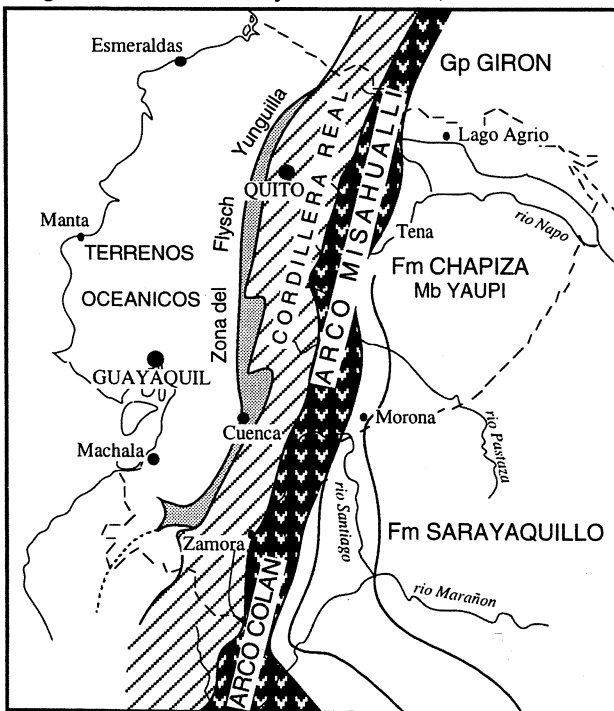 Esmeraldas
Gp GIRON
Yunguilla
Lago Agrio
QUITO
CORDILLERA REAL
ARCO MISAHUALLI
Manta
Flysch
Tena
rio Napo
TERRENOS
OCEANICOS
Fm CHAPIZA
Mb YAUPI
Zona del
GUAYAQUIL
Cuenca
Morona
Machala
rio Pastaza
rio Santiago
Zamora
Fm SARAYAQUILLO
rio Marañon
ARCO COLAN